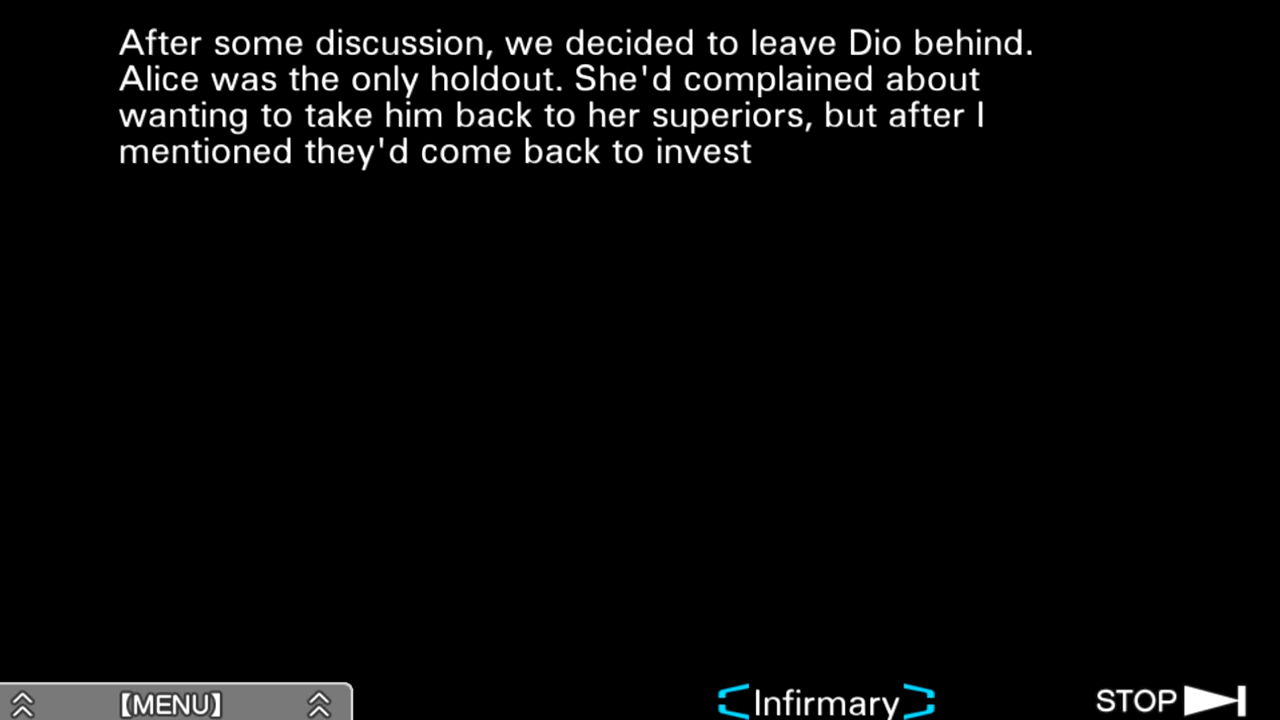 After some discussion, we decided to leave Dio behind.
Alice was the only holdout. She'd complained about
wanting to take him back to her superiors, but after I
mentioned they'd come back to invest
【MENU】
Infirmary
STOP